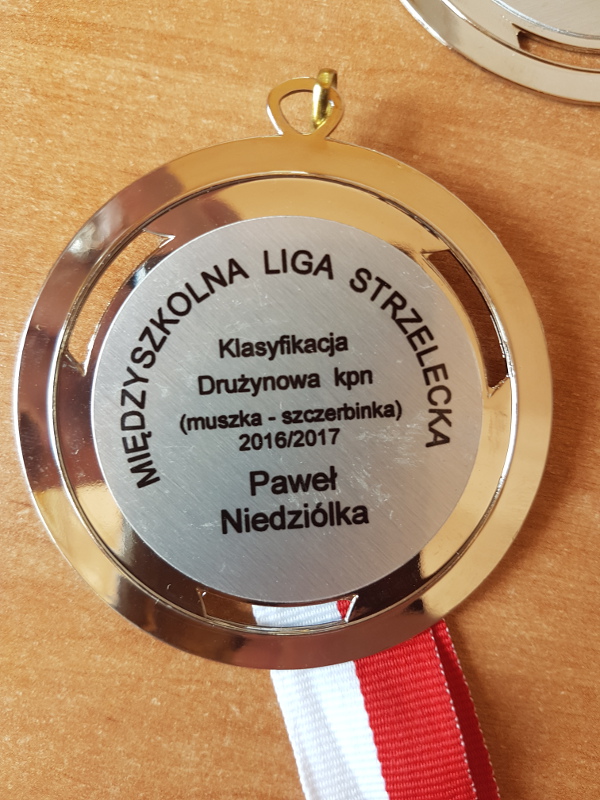 MIĘDZYSZKOLNA LIGA STRZELECKA
Klasyfikacja
Drużynowa kpn
(muszka - szczerbinka)
2016/2017
Paweł
Niedziółka